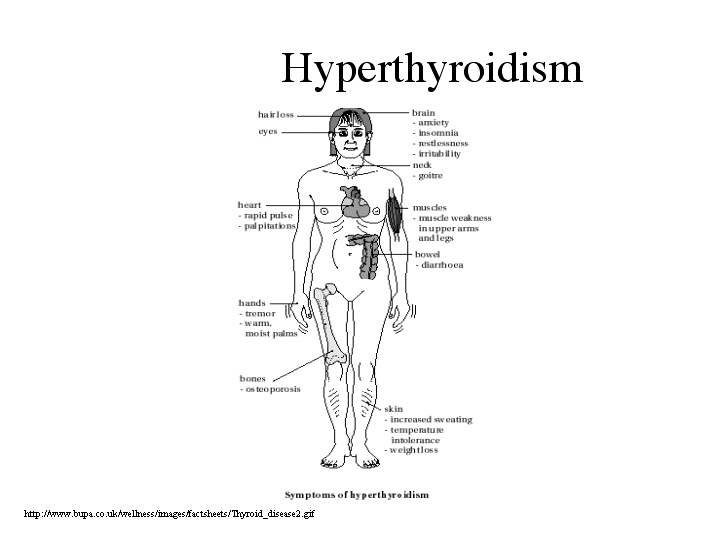 Hyperthyroidism
hair loss
eyes
brain
- anxiety
- insomnia
- restlessness
- irritability
neck
- goitre
heart
- rapid pulse
- palpitations
muscles
- muscle weakness
in upper arms
and legs
bowel
- diarrhoea
hands
- tremor
- warm,
moist palms
bones
- osteoporosis
skin
- increased sweating
- temperature
intolerance
- weight loss
Symptoms of hyperthyroidism
http://www.bupa.co.uk/wellness/images/factsheets/Thyroid_disease2.gif